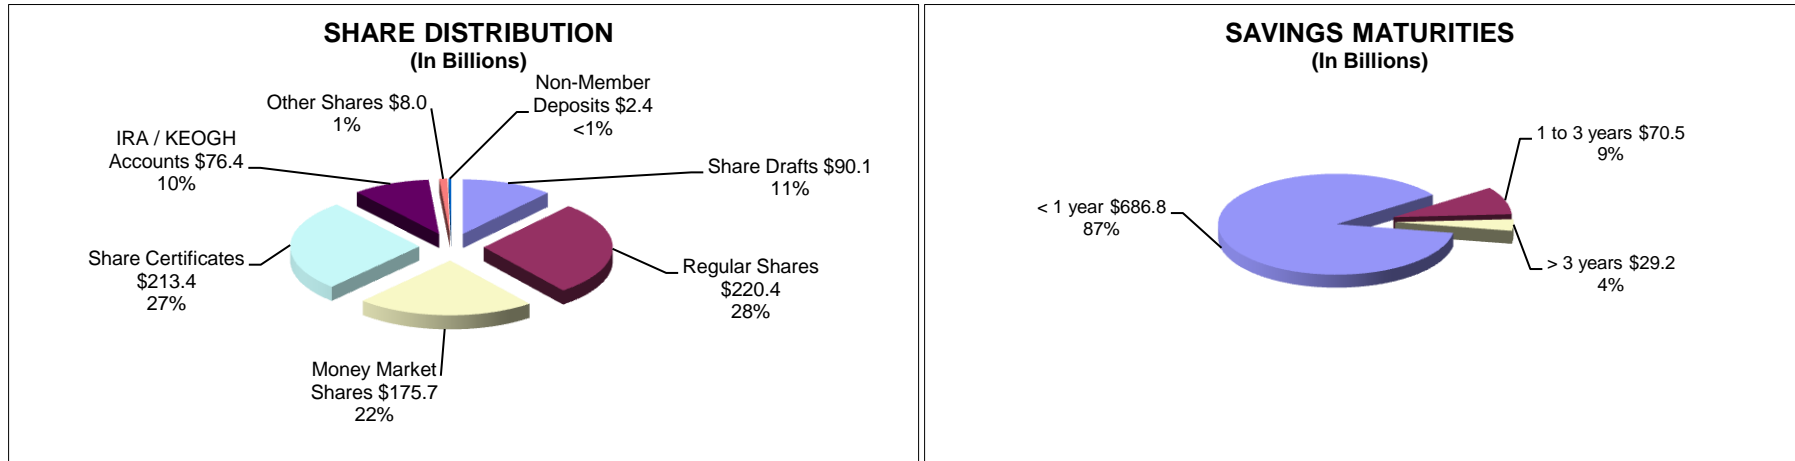 SHARE DISTRIBUTION
(In Billions)
Non-Member
Deposits $2.4
<1%
Other Shares $8.0
1%
IRA / KEOGH
Accounts $76.4
10%
Share Drafts $90.1
11%
Share Certificates
$213.4
27%
Regular Shares
$220.4
28%
Money Market
Shares $175.7
22%
SAVINGS MATURITIES
(In Billions)
1 to 3 years $70.5
9%
< 1 year $686.8
87%
> 3 years $29.2
4%